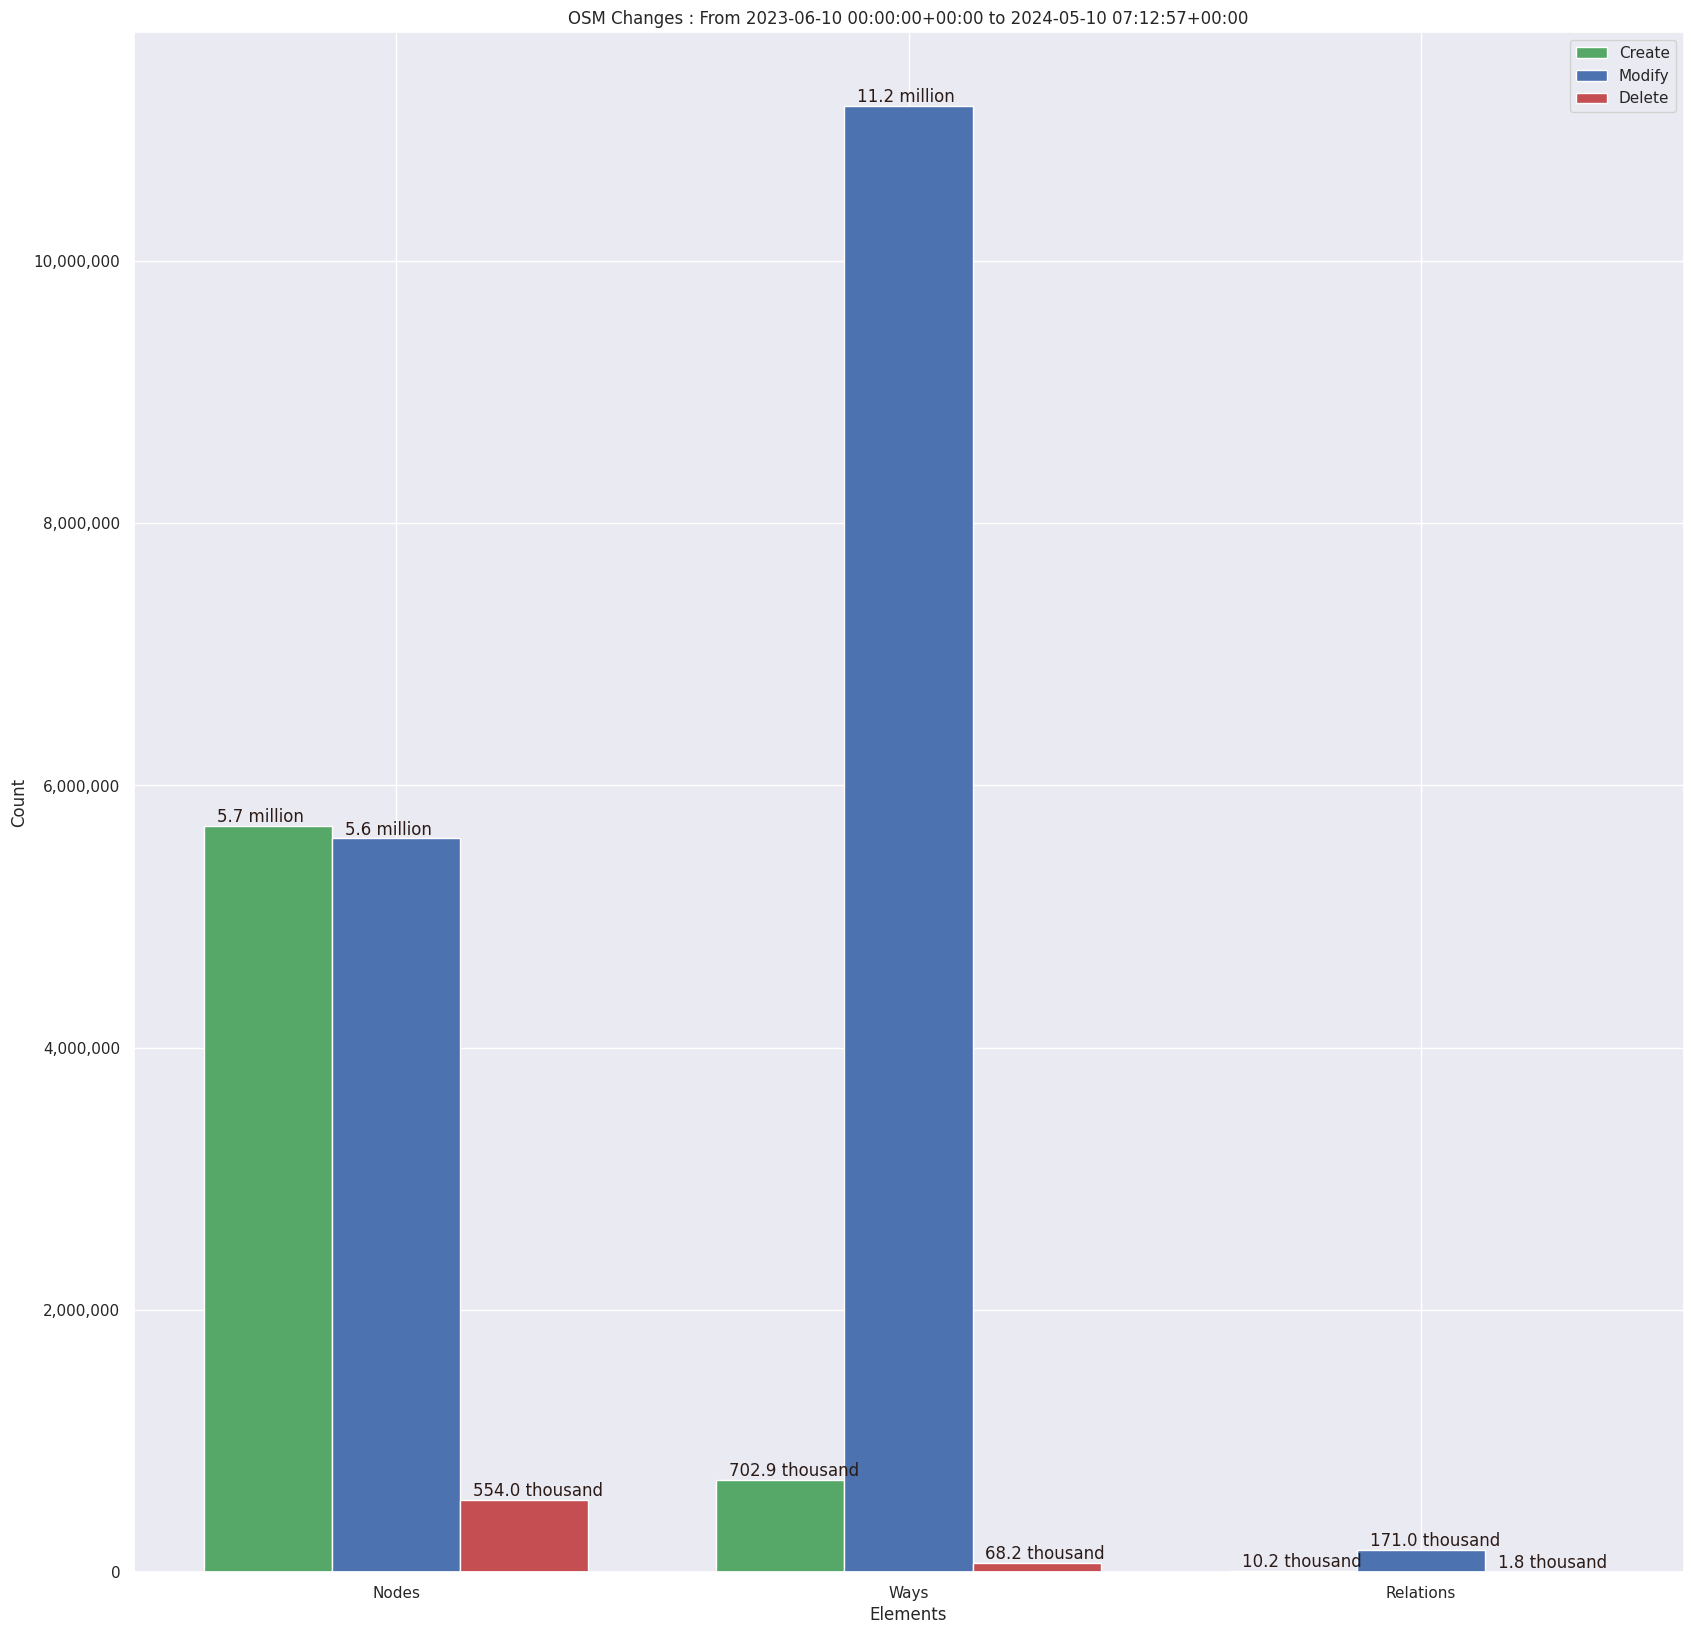 OSM Changes : From 2023-06-10 00:00:00+00:00 to 2024-05-10 07:12:57+00:00
Create
Modify
Delete
11.2 million
10,000,000
8,000,000
6,000,000
Count
5.7 million
5.6 million
4,000,000
2,000,000
702.9 thousand
554.0 thousand
171.0 thousand
68.2 thousand
10.2 thousand
1.8 thousand
0
Nodes
Ways
Relations
Elements